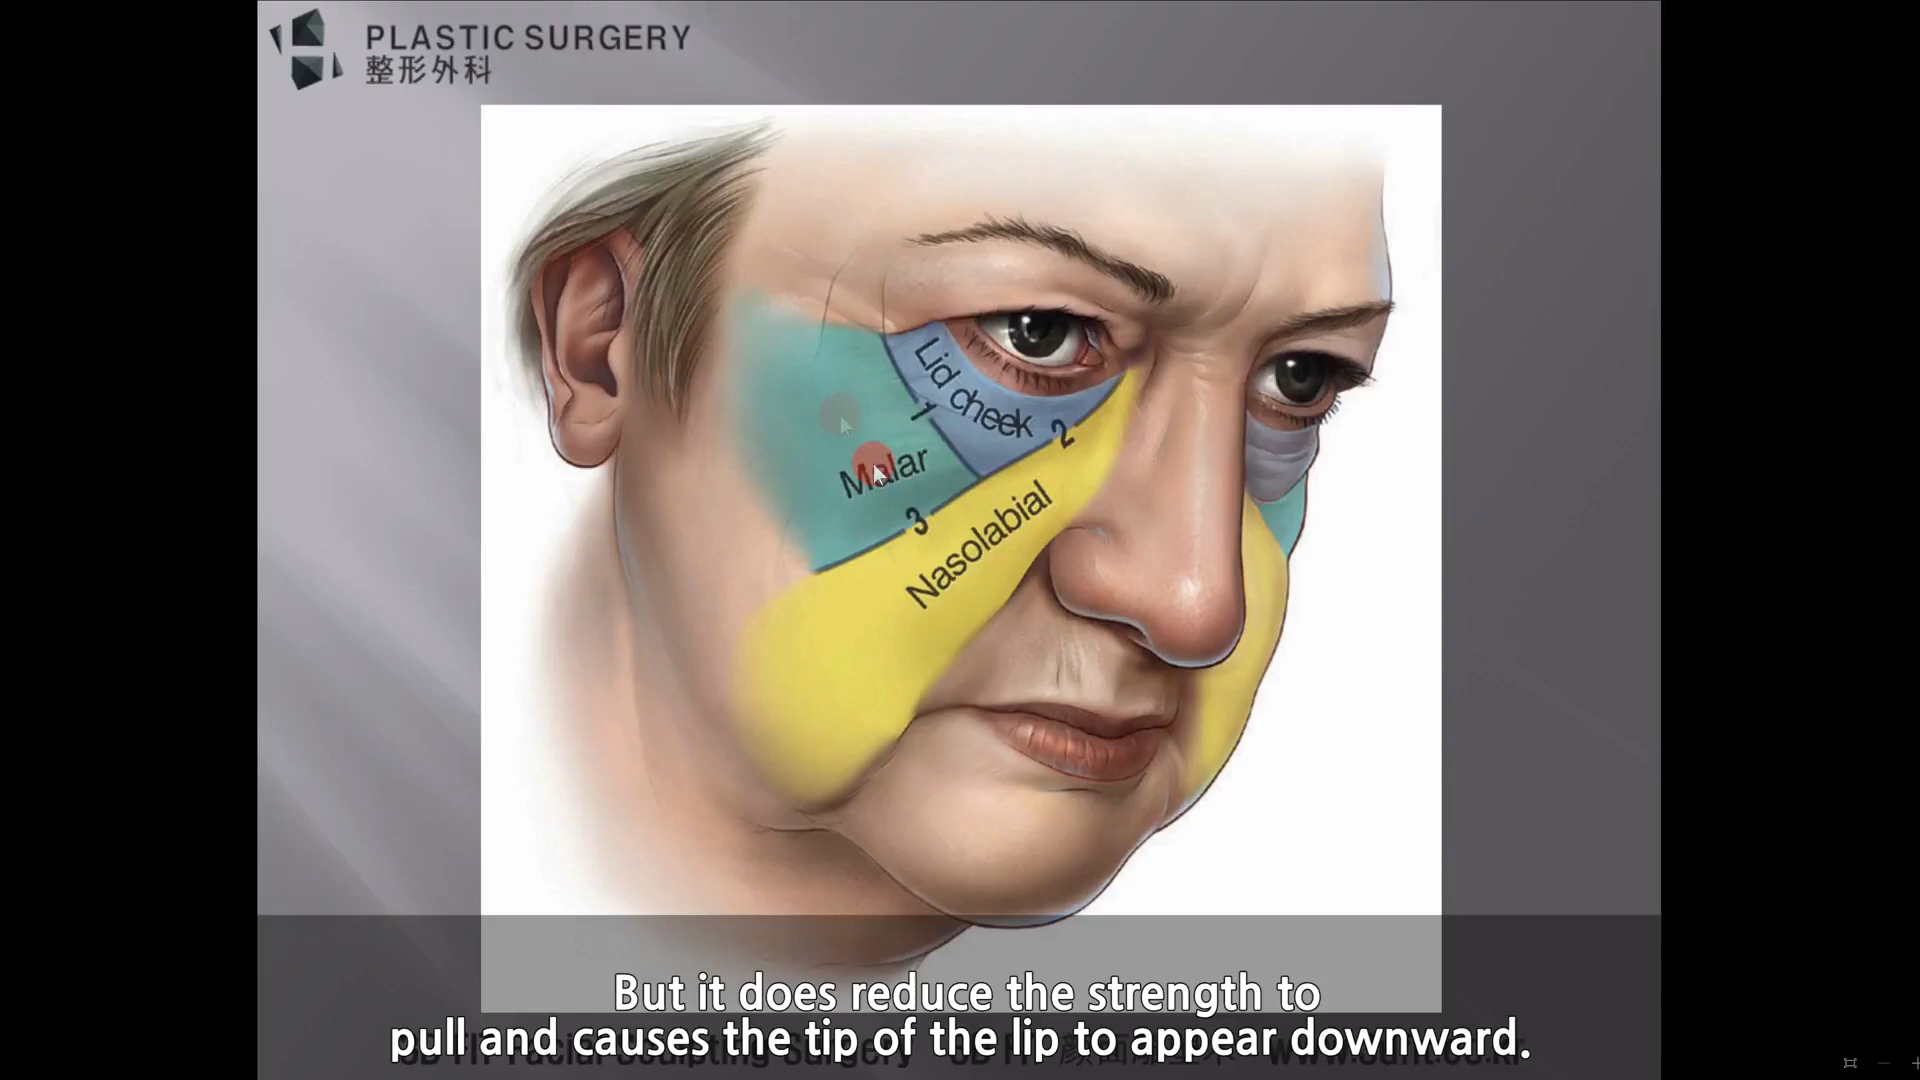 PLASTIC SURGERY
整形外科
Lid cheek
1
2
Malar
3
Nasolabial
But it does reduce the strength to
pull and causes the tip of the lip to appear downward.